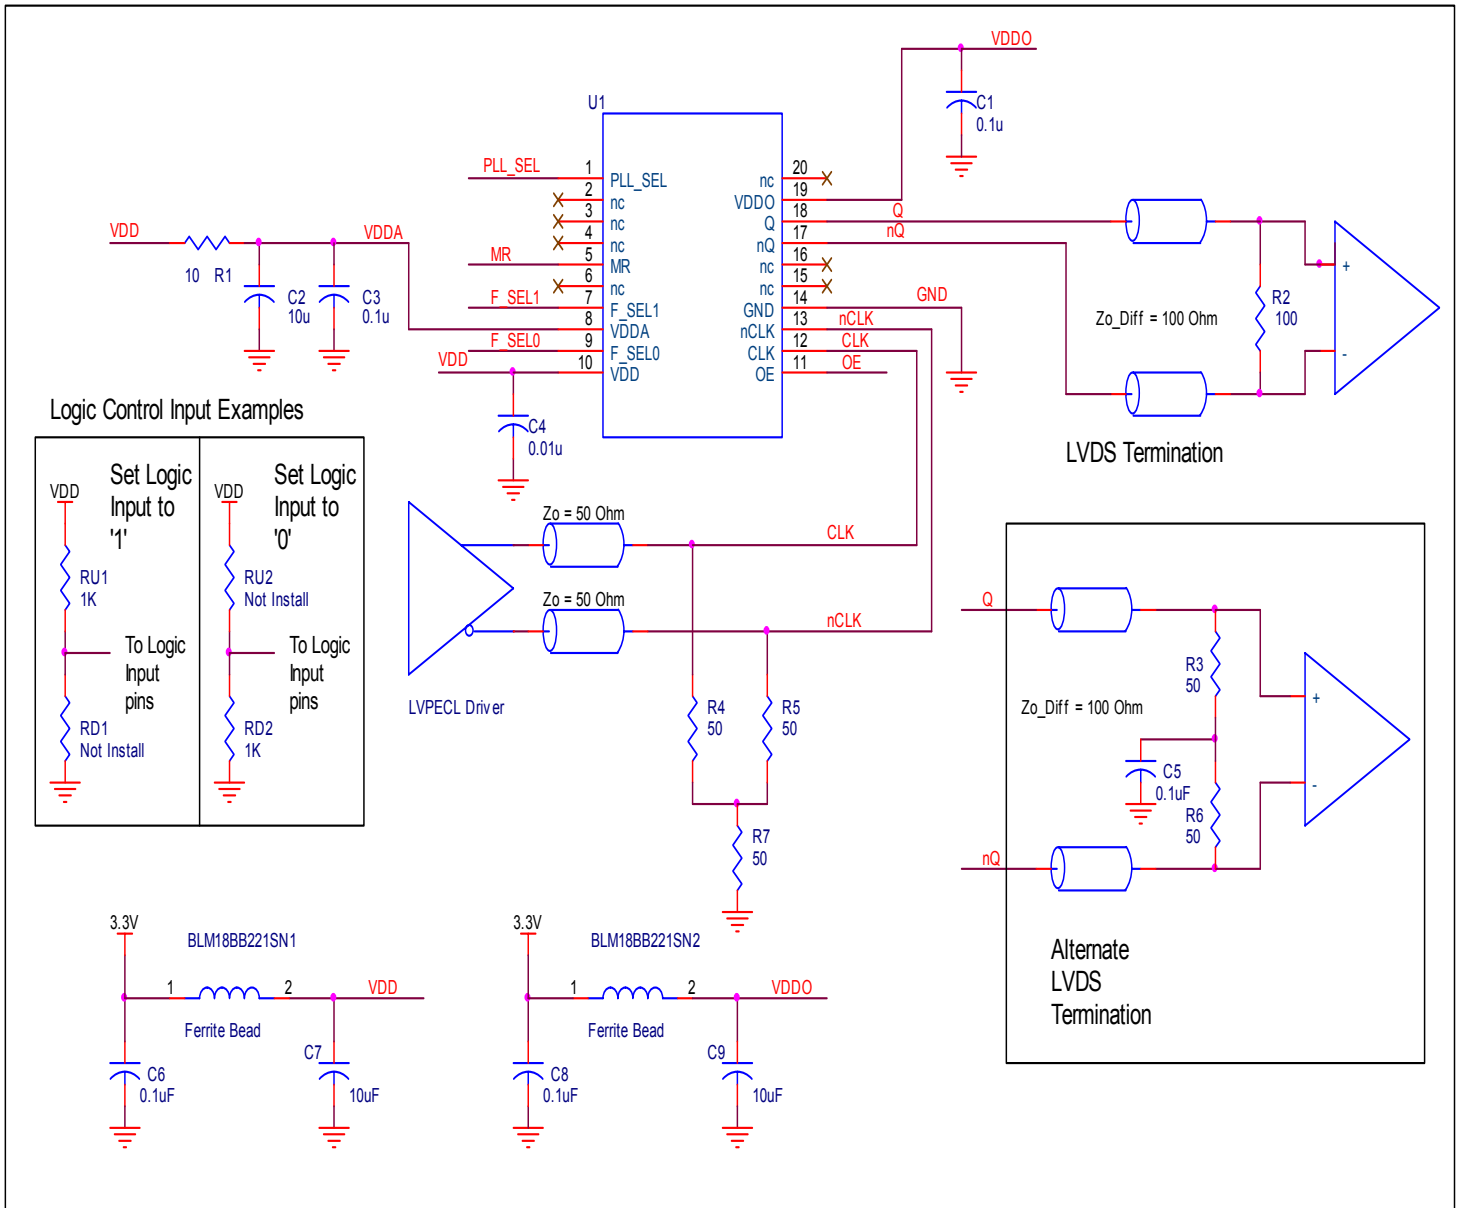 VDDO
C1
0.1u
U1
PLL_SEL
1
PLL_SEL
2
nc
3
nc
4
nc
5
MR
MR
6
nc
F_SEL1
7
F_SEL1
8
VDDA
F_SEL0
9
F_SEL0
VDD
10
VDD
20
nc
19
VDDO
18
Q
Q
17
nQ
nQ
16
nc
15
nc
14
GND
GND
13
nCLK
nCLK
12
CLK
CLK
11
OE
OE
VDD
VDDA
10 R1
C2
10u
C3
0.1u
C4
0.01u
Zo_Diff = 100 Ohm
R2
100
+
-
LVDS Termination
Logic Control Input Examples
Set Logic
Input to
'1'
VDD
RU1
1K
To Logic
Input
pins
RD1
Not Install
Set Logic
Input to
'0'
VDD
RU2
Not Install
To Logic
Input
pins
RD2
1K
Zo = 50 Ohm
CLK
Zo = 50 Ohm
nCLK
LVPECL Driver
R4
50
R5
50
R7
50
Q
R3
50
Zo_Diff = 100 Ohm
+
C5
0.1uF
-
R6
50
nQ
Alternate
LVDS
Termination
3.3V
BLM18BB221SN1
1
2
VDD
Ferrite Bead
C6
0.1uF
C7
10uF
3.3V
BLM18BB221SN2
1
2
VDDO
Ferrite Bead
C8
0.1uF
C9
10uF